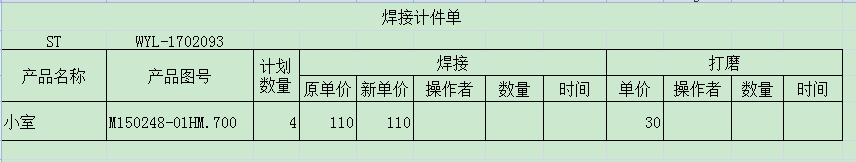 焊接计件单
ST WYL-1702093
产品名称 产品图号 计划数量 焊接 打磨
原单价 新单价 操作者 数量 时间 单价 操作者 数量 时间
小室 M150248-01HM.700 4 110 110 30